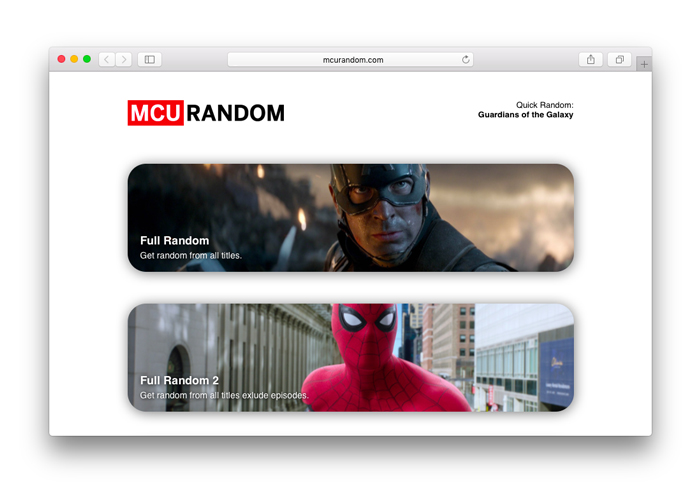 mcurandom.com
MCU RANDOM
Quick Random:
Guardians of the Galaxy
Full Random
Get random from all titles.
Full Random 2
Get random from all titles exlude episodes.